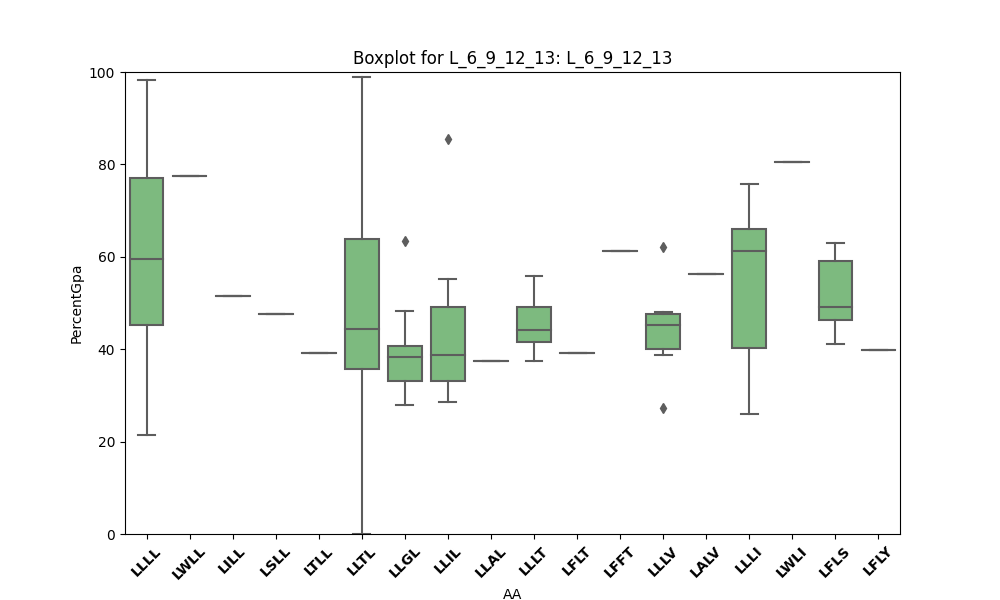 Boxplot for L_6_9_12_13: L_6_9_12_13
100
80
60
40
20
0
PercentGpa
LLLL LWLL LILL LSLL LTLL LLTL LLGL LLIL LLAL LLLT LFLT LFFT LLLV LALV LLLI LWLI LFLS LFLY
AA